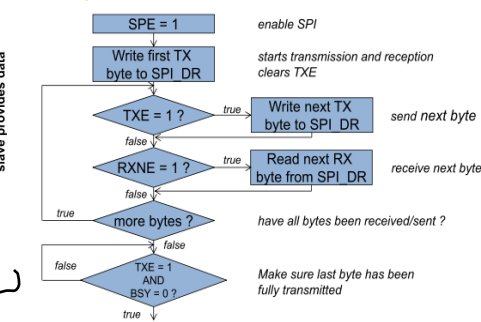 SPE = 1
enable SPI
Write first TX
byte to SPI_DR
starts transmission and reception
clears TXE
TXE = 1 ?
true
Write next TX
byte to SPI_DR
send next byte
false
RXNE = 1 ?
true
Read next RX
byte from SPI_DR
receive next byte
false
true
more bytes ?
have all bytes been received/sent ?
false
false
TXE = 1
AND
BSY = 0 ?
Make sure last byte has been
fully transmitted
true
slave provides data